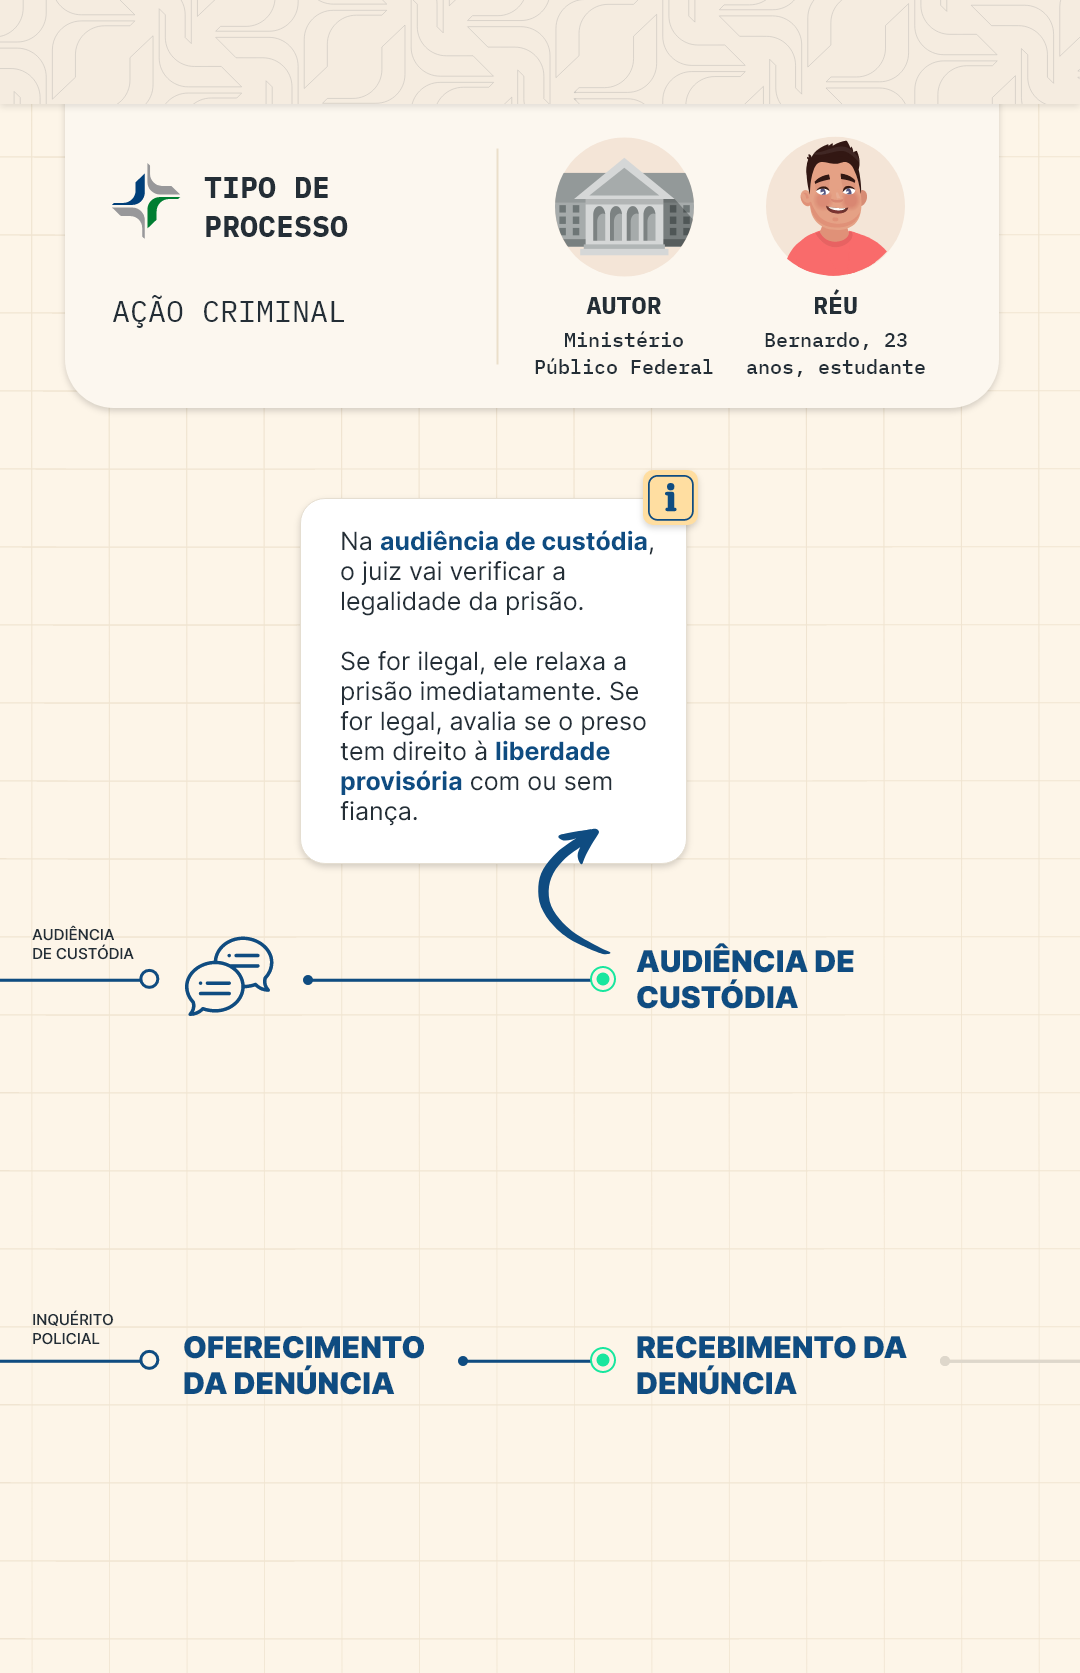 TIPO DE
PROCESSO
AÇÃO CRIMINAL
AUTOR
Ministério
Público Federal
RÉU
Bernardo, 23
anos, estudante
i
Na audiência de custódia,
o juiz vai verificar a
legalidade da prisão.
Se for ilegal, ele relaxa a
prisão imediatamente. Se
for legal, avalia se o preso
tem direito à liberdade
provisória com ou sem
fiança.
AUDIÊNCIA
DE CUSTÓDIA
AUDIÊNCIA DE
CUSTÓDIA
INQUÉRITO
POLICIAL
OFERECIMENTO
DA DENÚNCIA
RECEBIMENTO DA
DENÚNCIA